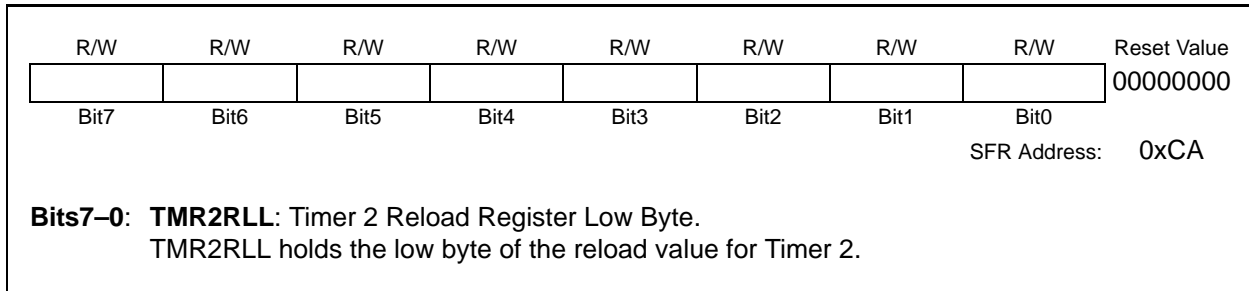 R/W R/W R/W R/W R/W R/W R/W R/W Reset Value
00000000
Bit7 Bit6 Bit5 Bit4 Bit3 Bit2 Bit1 Bit0
SFR Address: 0xCA
Bits7–0: TMR2RLL: Timer 2 Reload Register Low Byte.
TMR2RLL holds the low byte of the reload value for Timer 2.